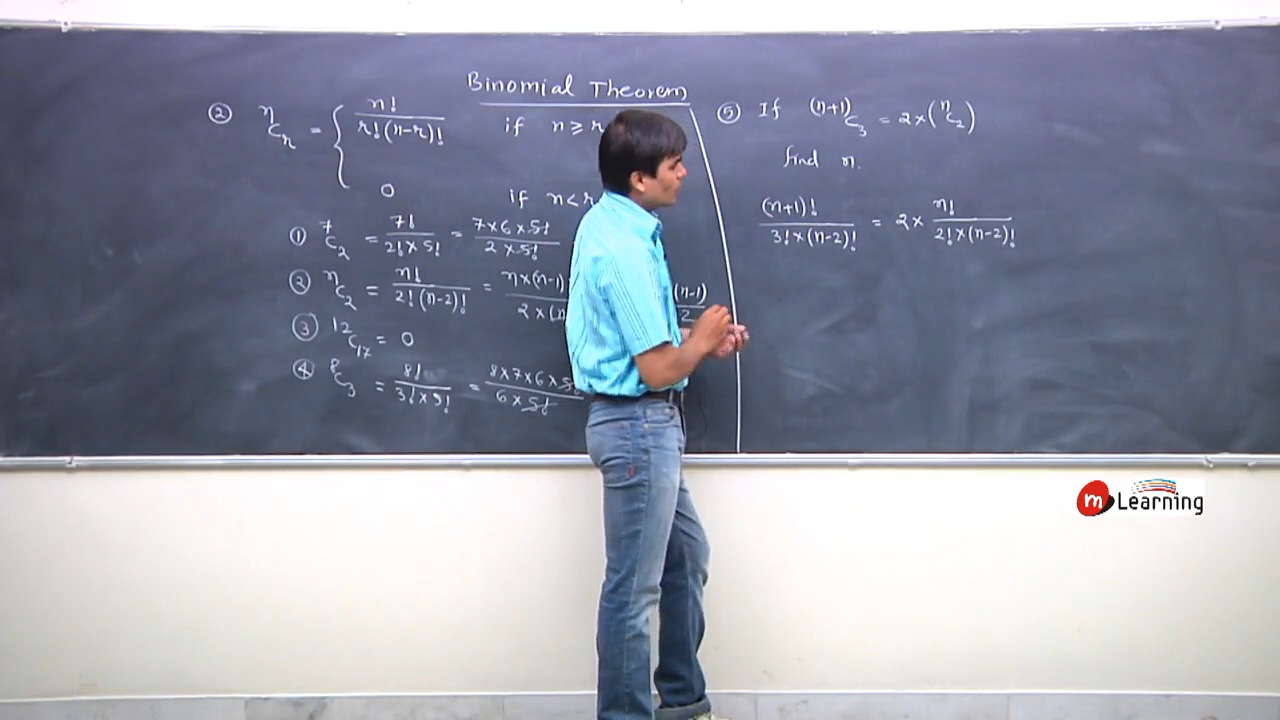 Binomial Theorem
② ⁿCᵣ = { n! / r!(n-r)! if n ≥ r
0 if n < r
① ⁷C₂ = 7! / 2! × 5! = 7 × 6 × 5! / 2 × 5!
② ⁿC₂ = n! / 2! (n-2)! = n × (n-1) / 2 × (n (n-1) / 2
③ ¹²C₁₇ = 0
④ ⁸C₃ = 8! / 3! × 5! = 8 × 7 × 6 × 5! / 6 × 5!
⑤ If ⁽ⁿ⁺¹⁾C₃ = 2 × (ⁿC₂)
find n.
(n+1)! / 3! × (n-2)! = 2 × n! / 2! × (n-2)!
m Learning